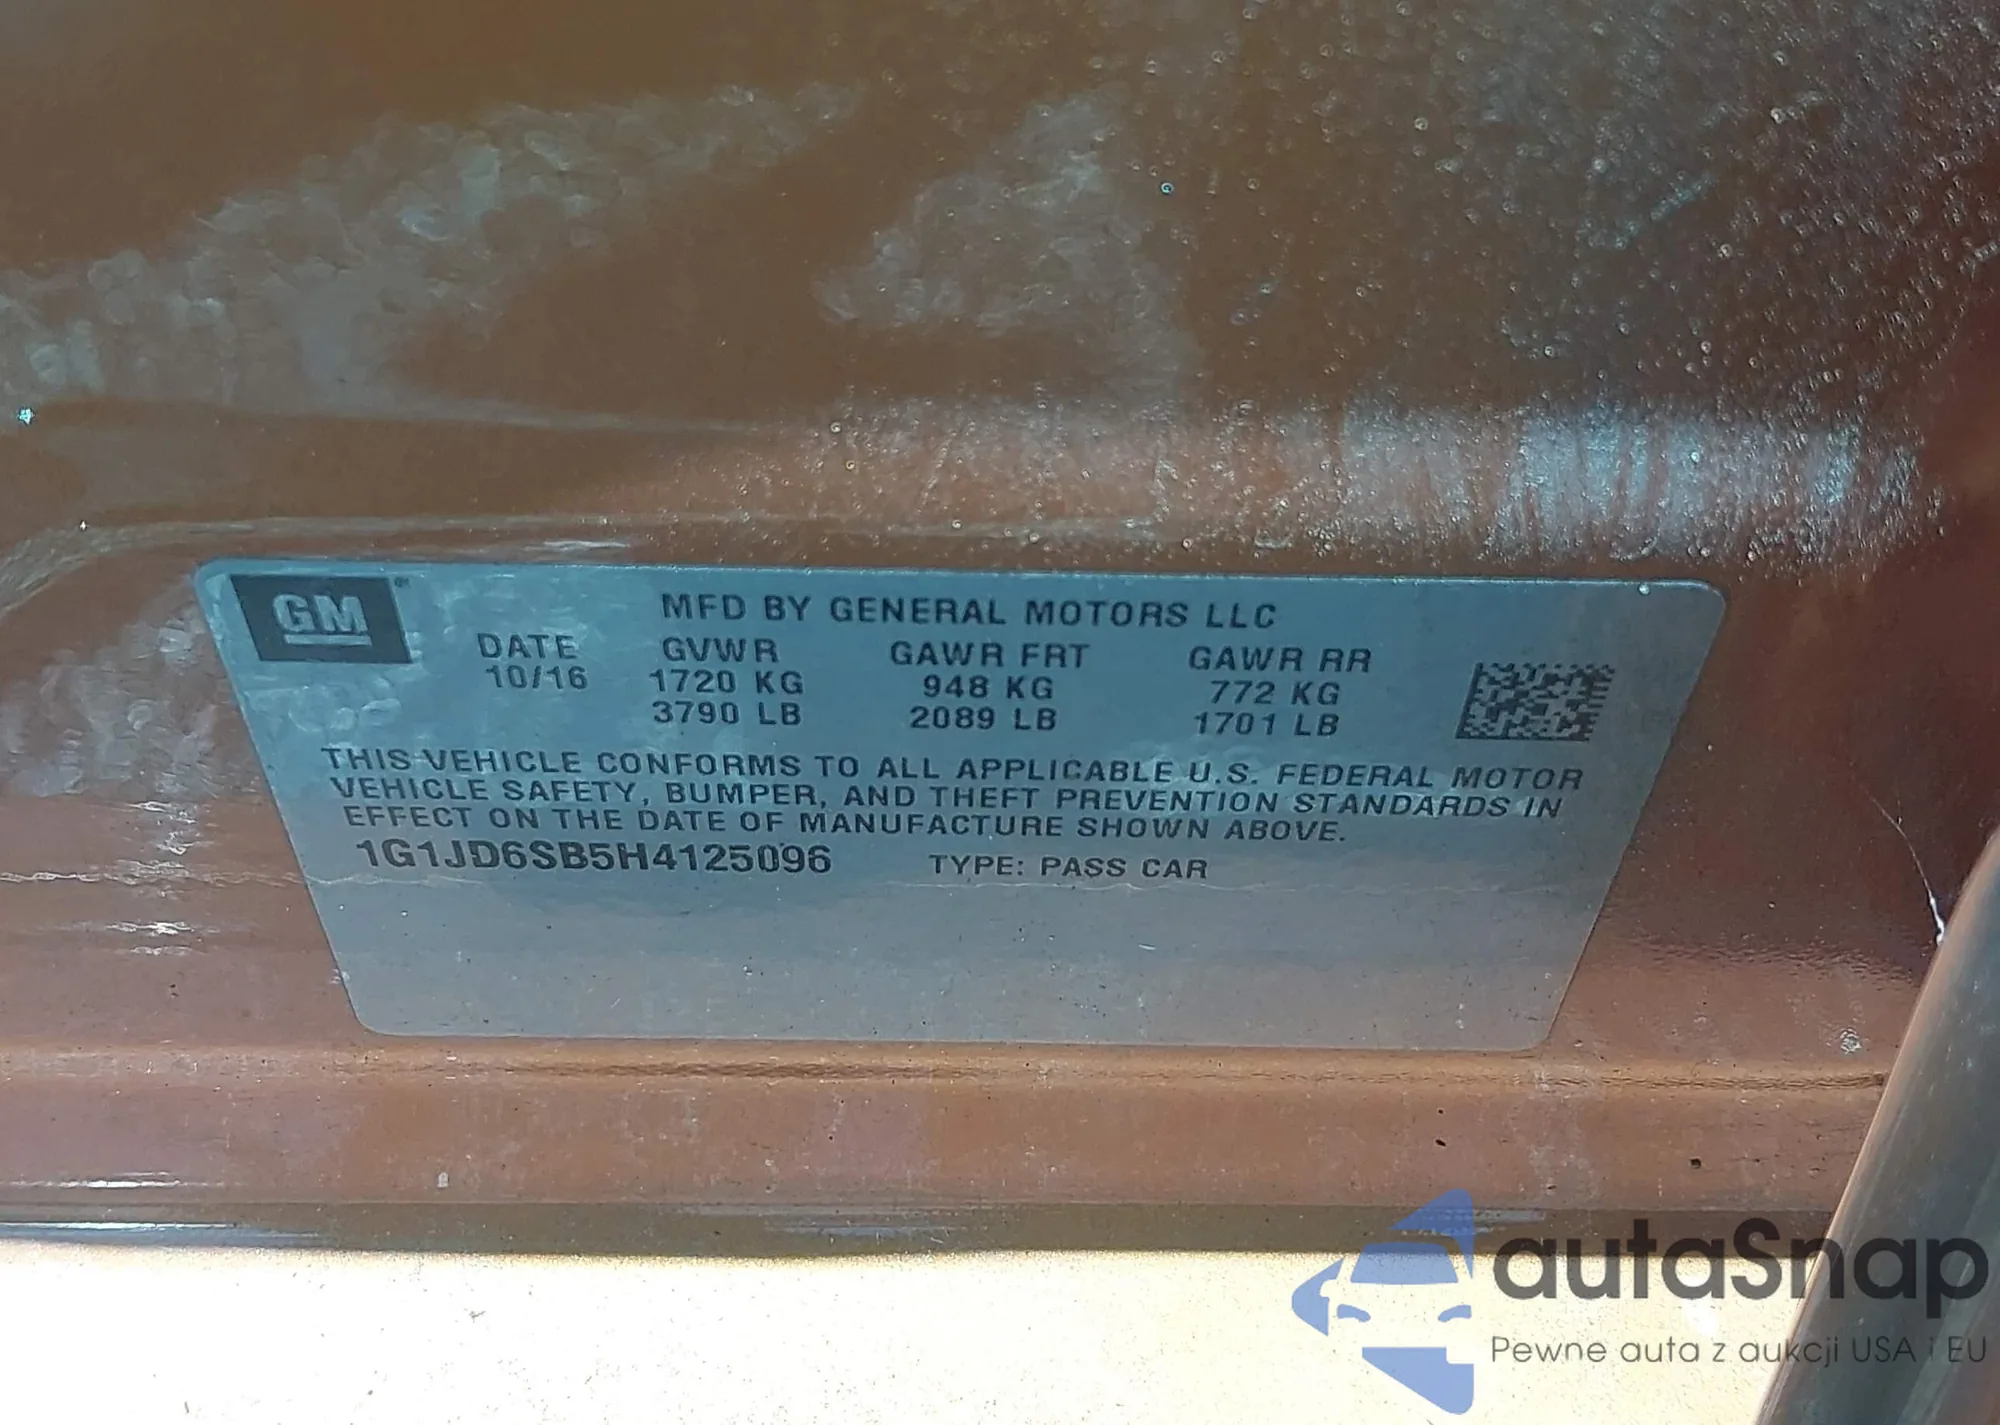 GM
MFD BY GENERAL MOTORS LLC
DATE GVWR GAWR FRT GAWR RR
10/16 1720 KG 948 KG 772 KG
3790 LB 2089 LB 1701 LB
THIS VEHICLE CONFORMS TO ALL APPLICABLE U.S. FEDERAL MOTOR
VEHICLE SAFETY, BUMPER, AND THEFT PREVENTION STANDARDS IN
EFFECT ON THE DATE OF MANUFACTURE SHOWN ABOVE.
1G1JD6SB5H4125096 TYPE: PASS CAR
autaSnap
Pewne auta z aukcji USA i EU